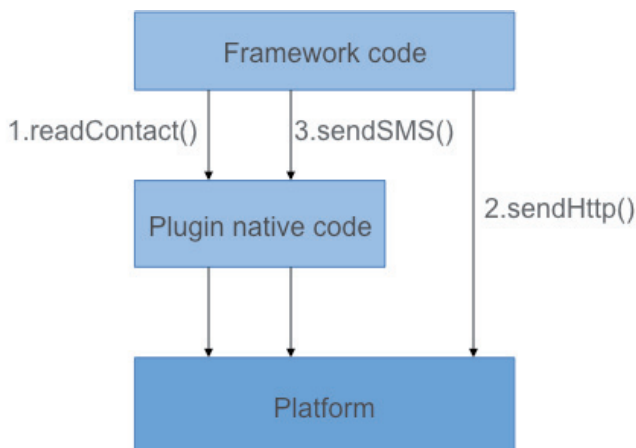 Framework code
1.readContact()
3.sendSMS()
2.sendHttp()
Plugin native code
Platform